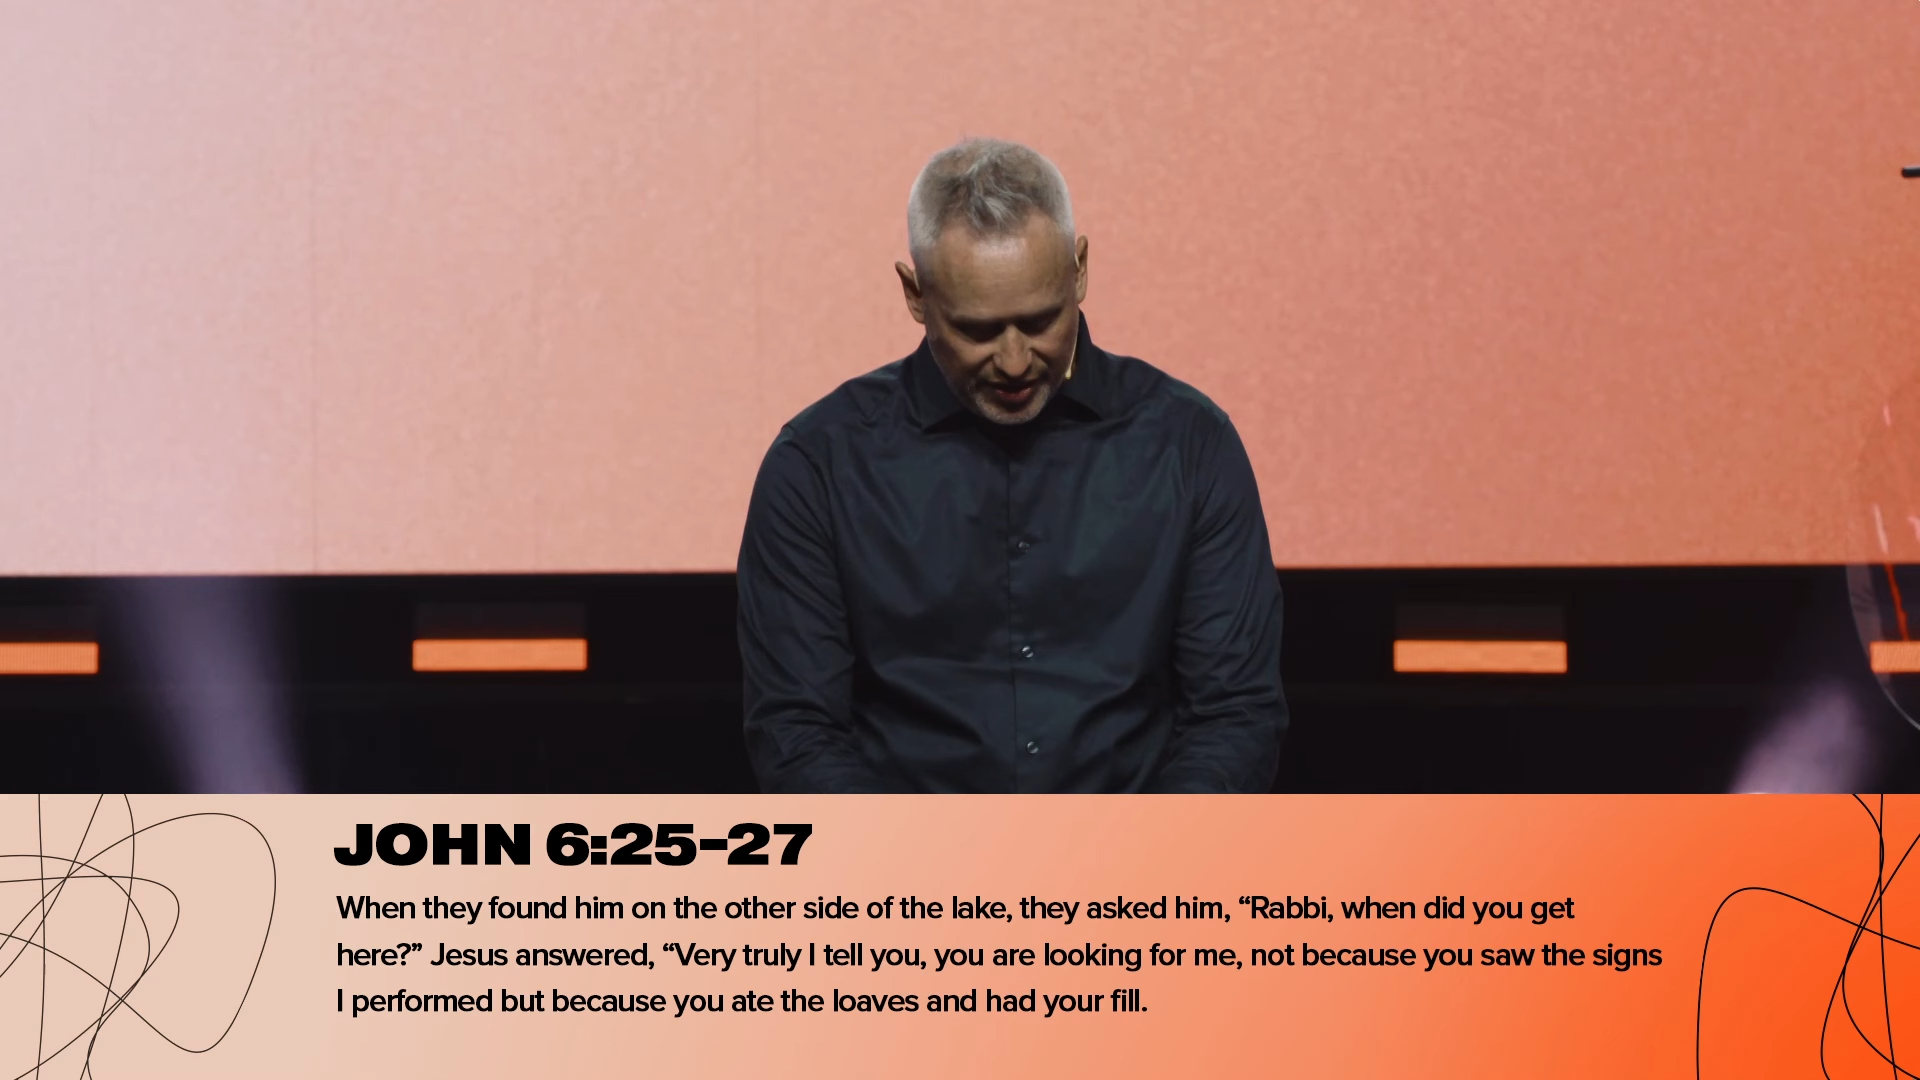 JOHN 6:25-27
When they found him on the other side of the lake, they asked him, “Rabbi, when did you get
here?” Jesus answered, “Very truly I tell you, you are looking for me, not because you saw the signs
I performed but because you ate the loaves and had your fill.